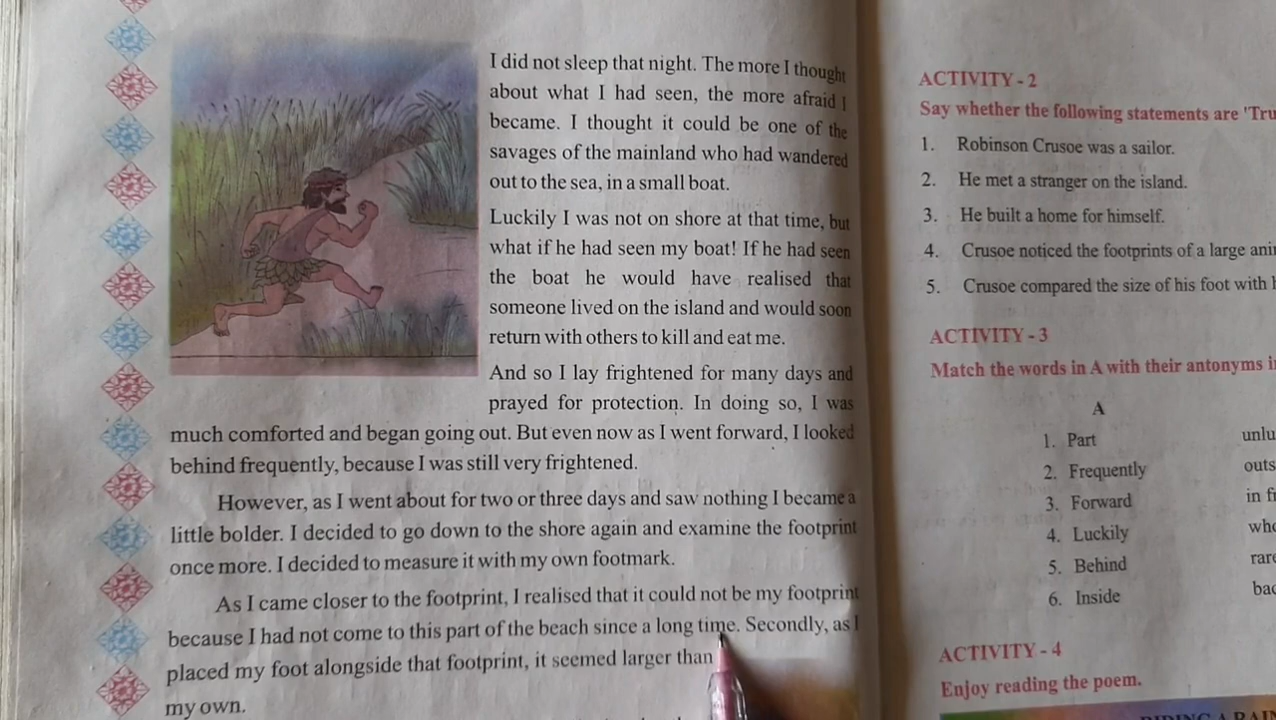 I did not sleep that night. The more I thought
about what I had seen, the more afraid I
became. I thought it could be one of the
savages of the mainland who had wandered
out to the sea, in a small boat.
Luckily I was not on shore at that time, but
what if he had seen my boat! If he had seen
the boat he would have realised that
someone lived on the island and would soon
return with others to kill and eat me.
And so I lay frightened for many days and
prayed for protection. In doing so, I was
much comforted and began going out. But even now as I went forward, I looked
behind frequently, because I was still very frightened.
However, as I went about for two or three days and saw nothing I became a
little bolder. I decided to go down to the shore again and examine the footprint
once more. I decided to measure it with my own footmark.
As I came closer to the footprint, I realised that it could not be my footprint
because I had not come to this part of the beach since a long time. Secondly, as I
placed my foot alongside that footprint, it seemed larger than
my own.
ACTIVITY - 2
Say whether the following statements are 'Tru
1. Robinson Crusoe was a sailor.
2. He met a stranger on the island.
3. He built a home for himself.
4. Crusoe noticed the footprints of a large ani
5. Crusoe compared the size of his foot with
ACTIVITY - 3
Match the words in A with their antonyms i
A
1. Part
unlu
2. Frequently
outs
3. Forward
in f
4. Luckily
who
5. Behind
rare
6. Inside
bac
ACTIVITY - 4
Enjoy reading the poem.